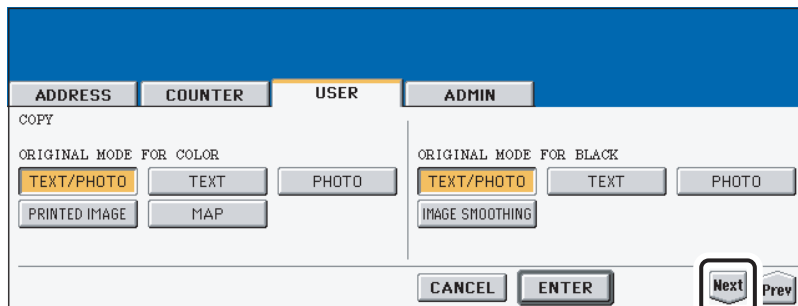 ADDRESS COUNTER USER ADMIN
COPY
ORIGINAL MODE FOR COLOR
TEXT/PHOTO TEXT PHOTO
PRINTED IMAGE MAP
ORIGINAL MODE FOR BLACK
TEXT/PHOTO TEXT PHOTO
IMAGE SMOOTHING
CANCEL ENTER Next Prev